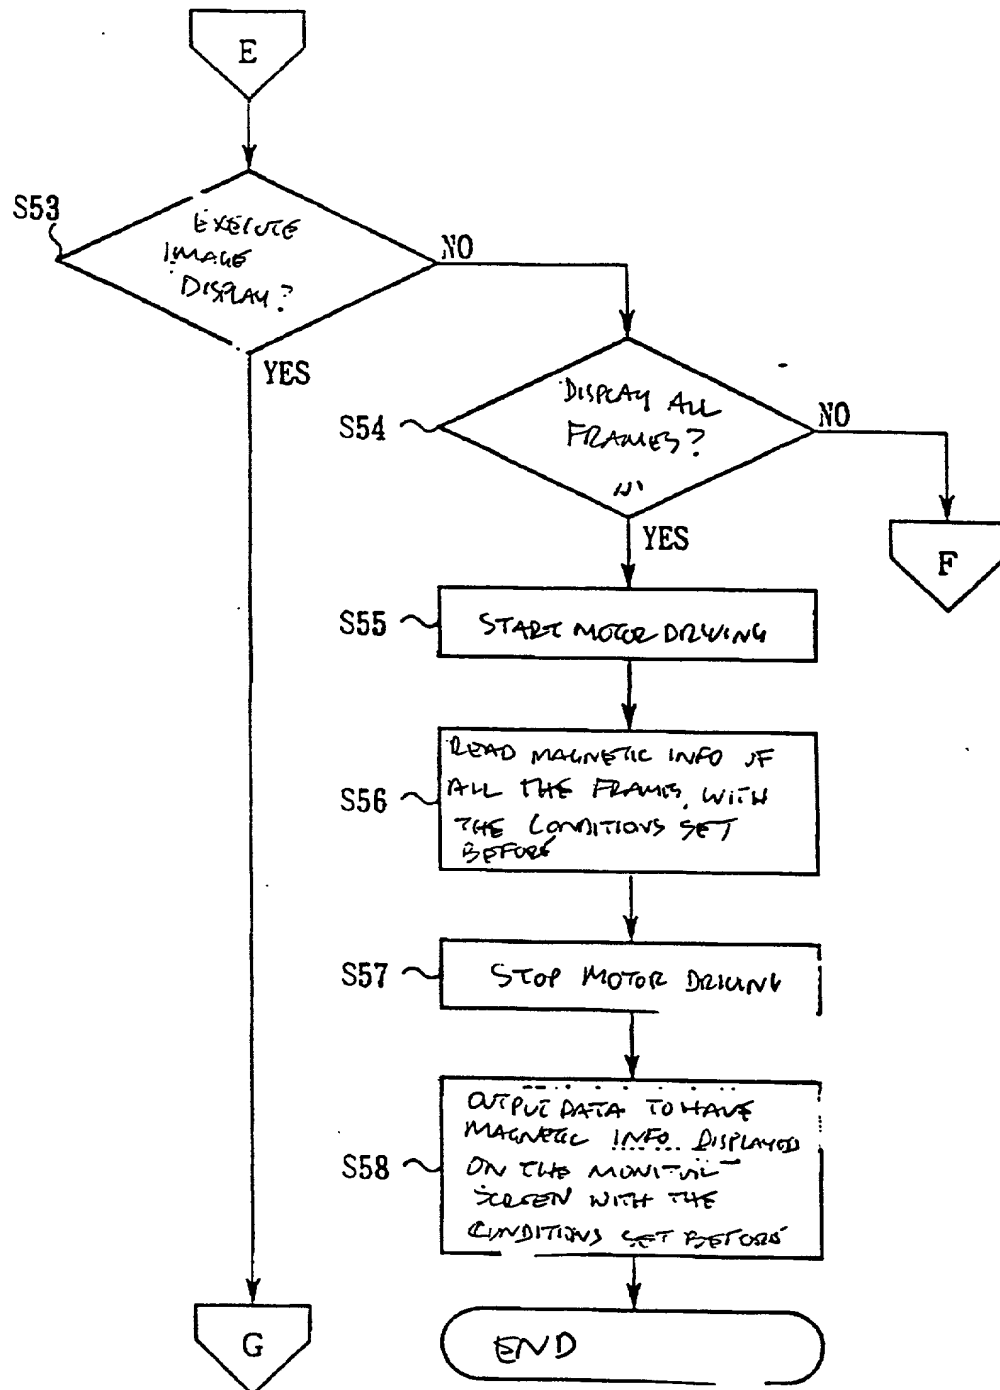 E
S53
EXECUTE
IMAGE
DISPLAY?
NO
YES
S54
DISPLAY ALL
FRAMES?
NO
YES
F
S55
START MOTOR DRIVING
S56
READ MAGNETIC INFO OF
ALL THE FRAMES WITH
THE CONDITIONS SET
BEFORE
S57
STOP MOTOR DRIVING
S58
OUTPUT DATA TO HAVE
MAGNETIC INFO DISPLAYED
ON THE MONITOR
SCREEN WITH THE
CONDITIONS SET BEFORE
G
END